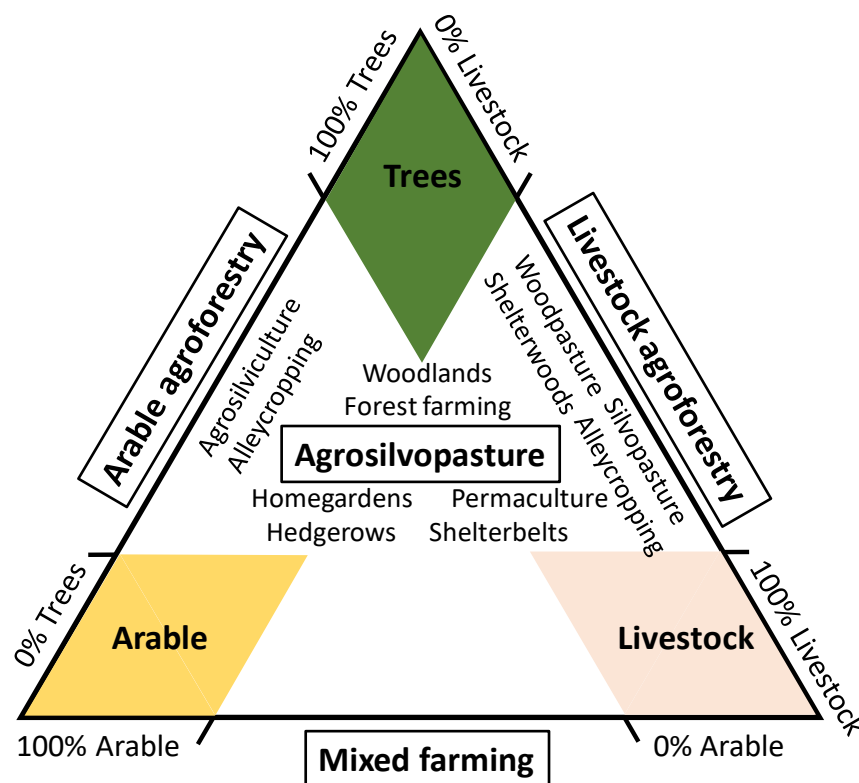 0% Livestock
100% Trees
Trees
Arable agroforestry
Livestock agroforestry
Agrosilviculture
Alleycropping
Woodpasture Silvopasture
Shelterwoods Alleycropping
Woodlands
Forest farming
Agrosilvopasture
Homegardens Permaculture
Hedgerows Shelterbelts
0% Trees
Arable
Livestock
100% Livestock
100% Arable
Mixed farming
0% Arable